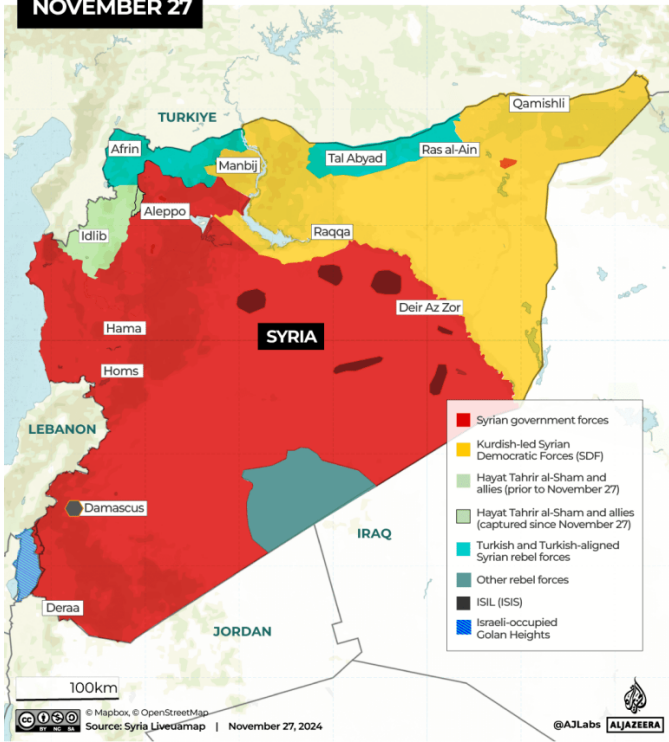 NOVEMBER 27
TURKIYE
Qamishli
Afrin
Manbij
Tal Abyad
Ras al-Ain
Aleppo
Idlib
Raqqa
Deir Az Zor
Hama
SYRIA
Homs
LEBANON
Damascus
IRAQ
Deraa
JORDAN
Syrian government forces
Kurdish-led Syrian
Democratic Forces (SDF)
Hayat Tahrir al-Sham and
allies (prior to November 27)
Hayat Tahrir al-Sham and allies
(captured since November 27)
Turkish and Turkish-aligned
Syrian rebel forces
Other rebel forces
ISIL (ISIS)
Israeli-occupied
Golan Heights
100km
© Mapbox, © OpenStreetMap
CC BY NC SA
Source: Syria Liveuamap | November 27, 2024
@AJLabs
ALJAZEERA